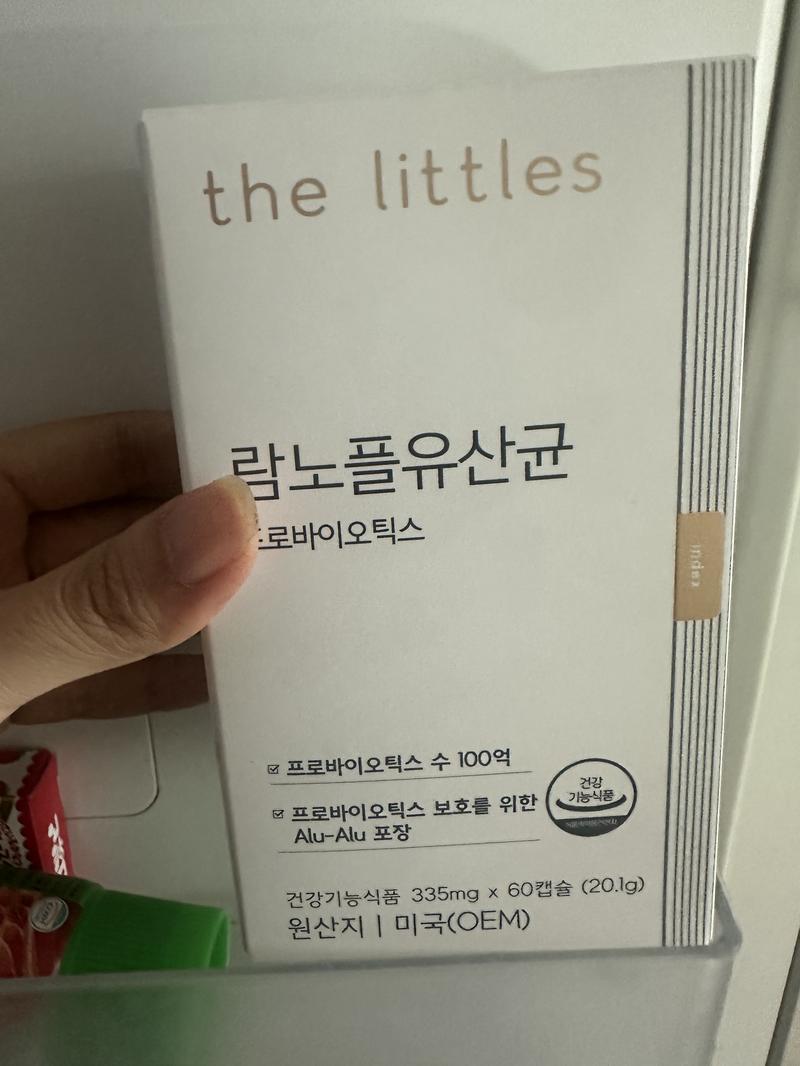 the littles
람노플유산균
프로바이오틱스
index
프로바이오틱스 수 100억
프로바이오틱스 보호를 위한
Alu-Alu 포장
건강
기능식품
건강기능식품 335mg x 60캡슐 (20.1g)
원산지 | 미국(OEM)